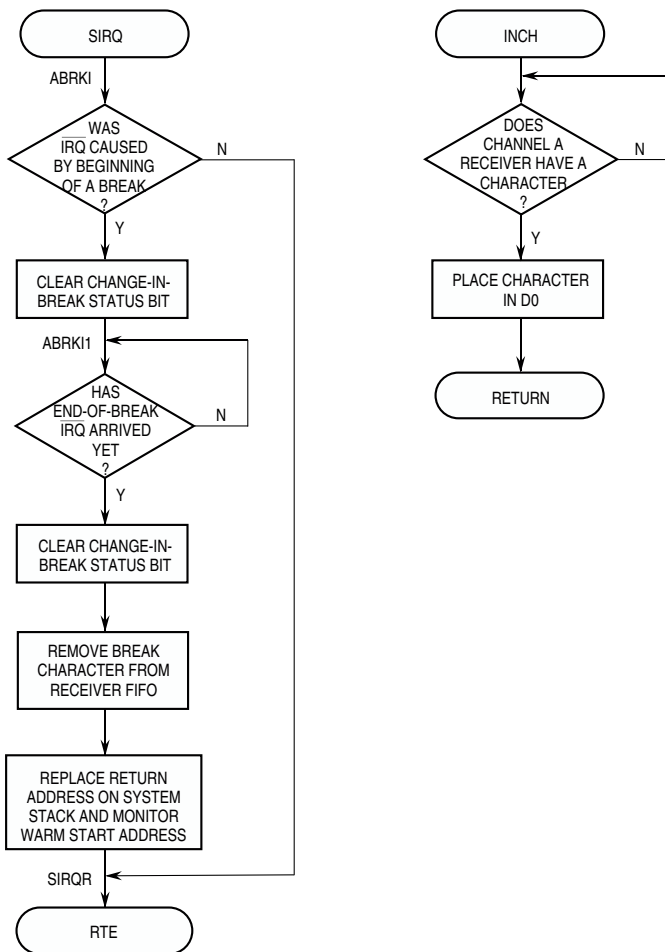 SIRQ
ABRKI
WAS
IRQ CAUSED
BY BEGINNING
OF A BREAK
?
N
Y
CLEAR CHANGE-IN-
BREAK STATUS BIT
ABRKI1
HAS
END-OF-BREAK
IRQ ARRIVED
YET
?
N
Y
CLEAR CHANGE-IN-
BREAK STATUS BIT
REMOVE BREAK
CHARACTER FROM
RECEIVER FIFO
REPLACE RETURN
ADDRESS ON SYSTEM
STACK AND MONITOR
WARM START ADDRESS
SIRQR
RTE
INCH
DOES
CHANNEL A
RECEIVER HAVE A
CHARACTER
?
N
Y
PLACE CHARACTER
IN D0
RETURN